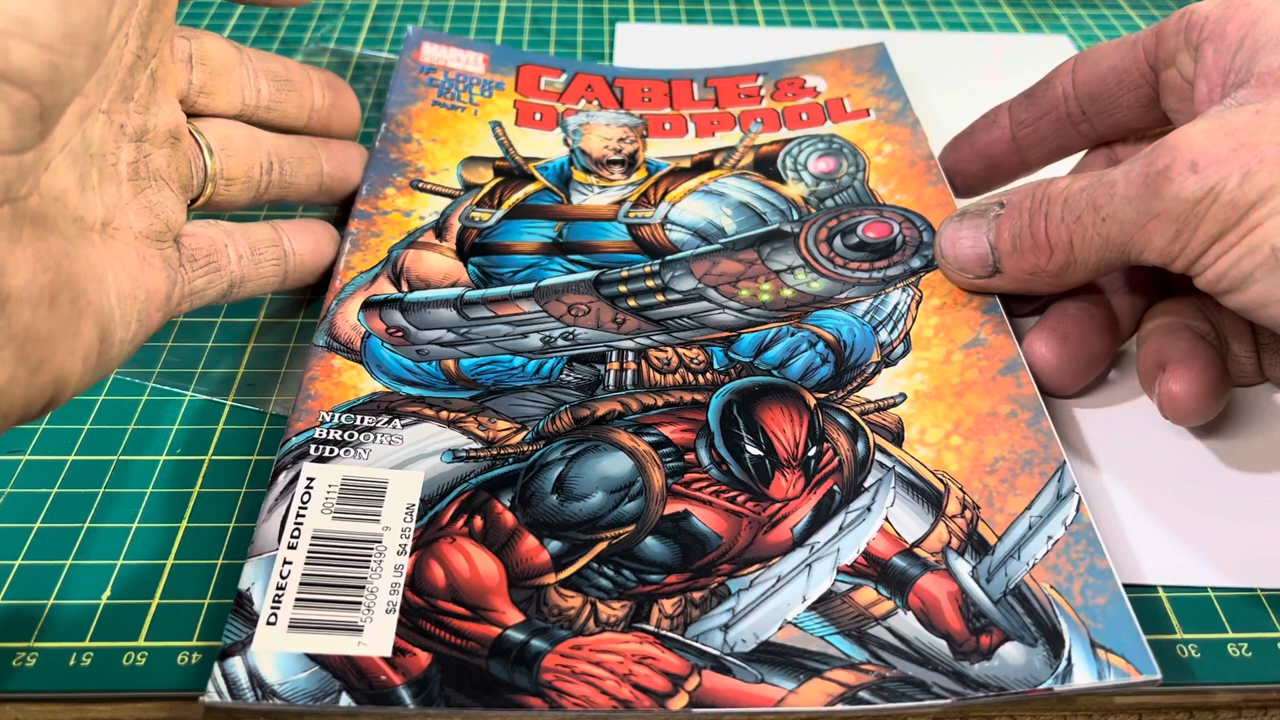 MARVEL
IF LOOKS
COULD
KILL
PART 1
CABLE &
DEADPOOL
NICIEZA
BROOKS
UDON
DIRECT EDITION
00111
7 59606 05490 9
$2.99 US $4.25 CAN
52 51 50 49
30 29